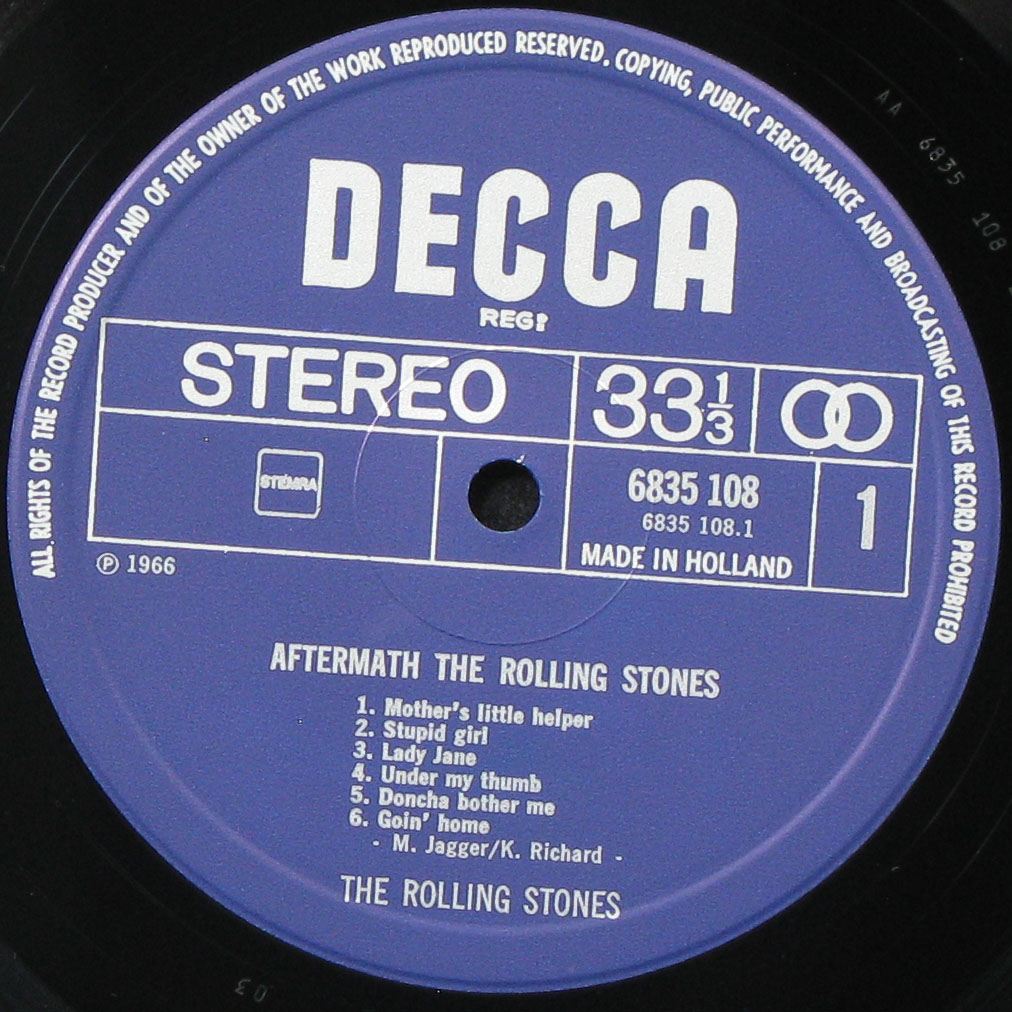 ALL RIGHTS OF THE RECORD PRODUCER AND OF THE OWNER OF THE WORK REPRODUCED RESERVED. COPYING, PUBLIC PERFORMANCE AND BROADCASTING OF THIS RECORD PROHIBITED
AA 6835 108
DECCA
REGD
STEREO
33 1/3
STEMRA
6835 108
6835 108.1
MADE IN HOLLAND
1
℗ 1966
AFTERMATH THE ROLLING STONES
1. Mother's little helper
2. Stupid girl
3. Lady Jane
4. Under my thumb
5. Doncha bother me
6. Goin' home
- M. Jagger/K. Richard -
THE ROLLING STONES
03